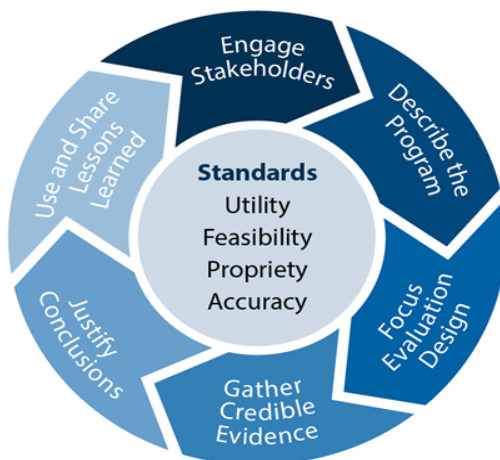 Engage
Stakeholders
Describe the
Program
Focus
Evaluation
Design
Gather
Credible
Evidence
Justify
Conclusions
Use and Share
Lessons
Learned
Standards
Utility
Feasibility
Propriety
Accuracy